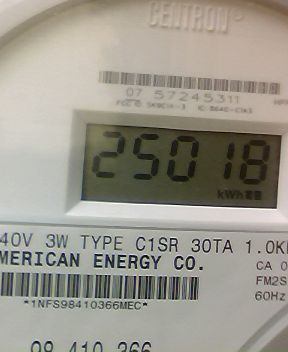 CENTRON
07 57245311
25018
kWh
40V 3W TYPE C1SR 30TA 1.0K
MERICAN ENERGY CO.
CA 0
FM2S
60Hz
*1NFS98410366MEC*
98 410 366